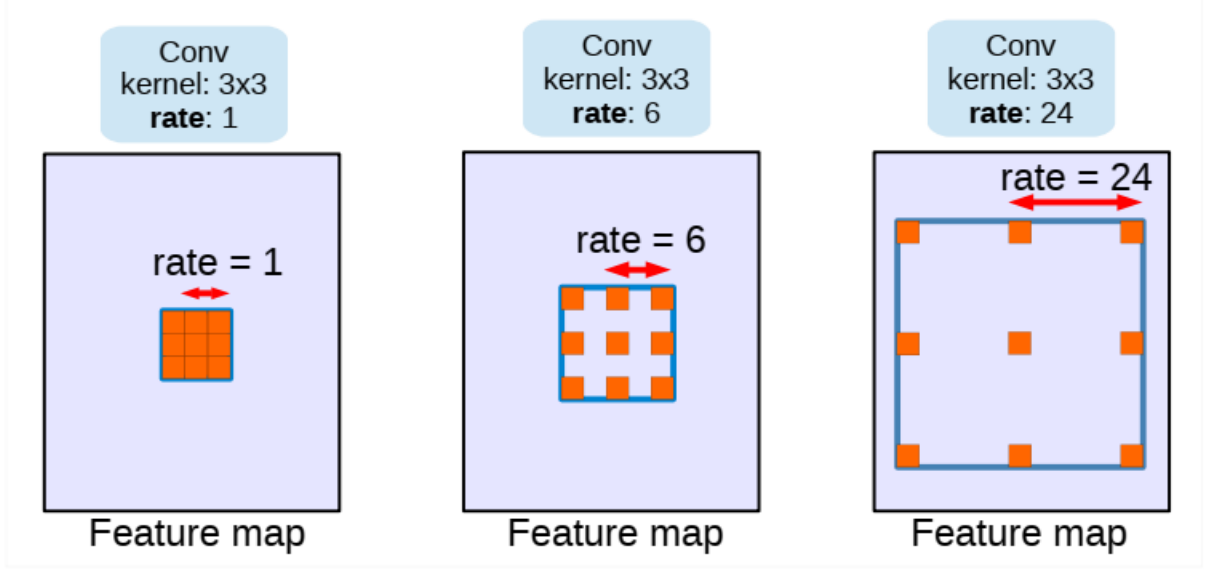 Conv
kernel: 3x3
rate: 1
Conv
kernel: 3x3
rate: 6
Conv
kernel: 3x3
rate: 24
rate = 1
rate = 6
rate = 24
Feature map
Feature map
Feature map